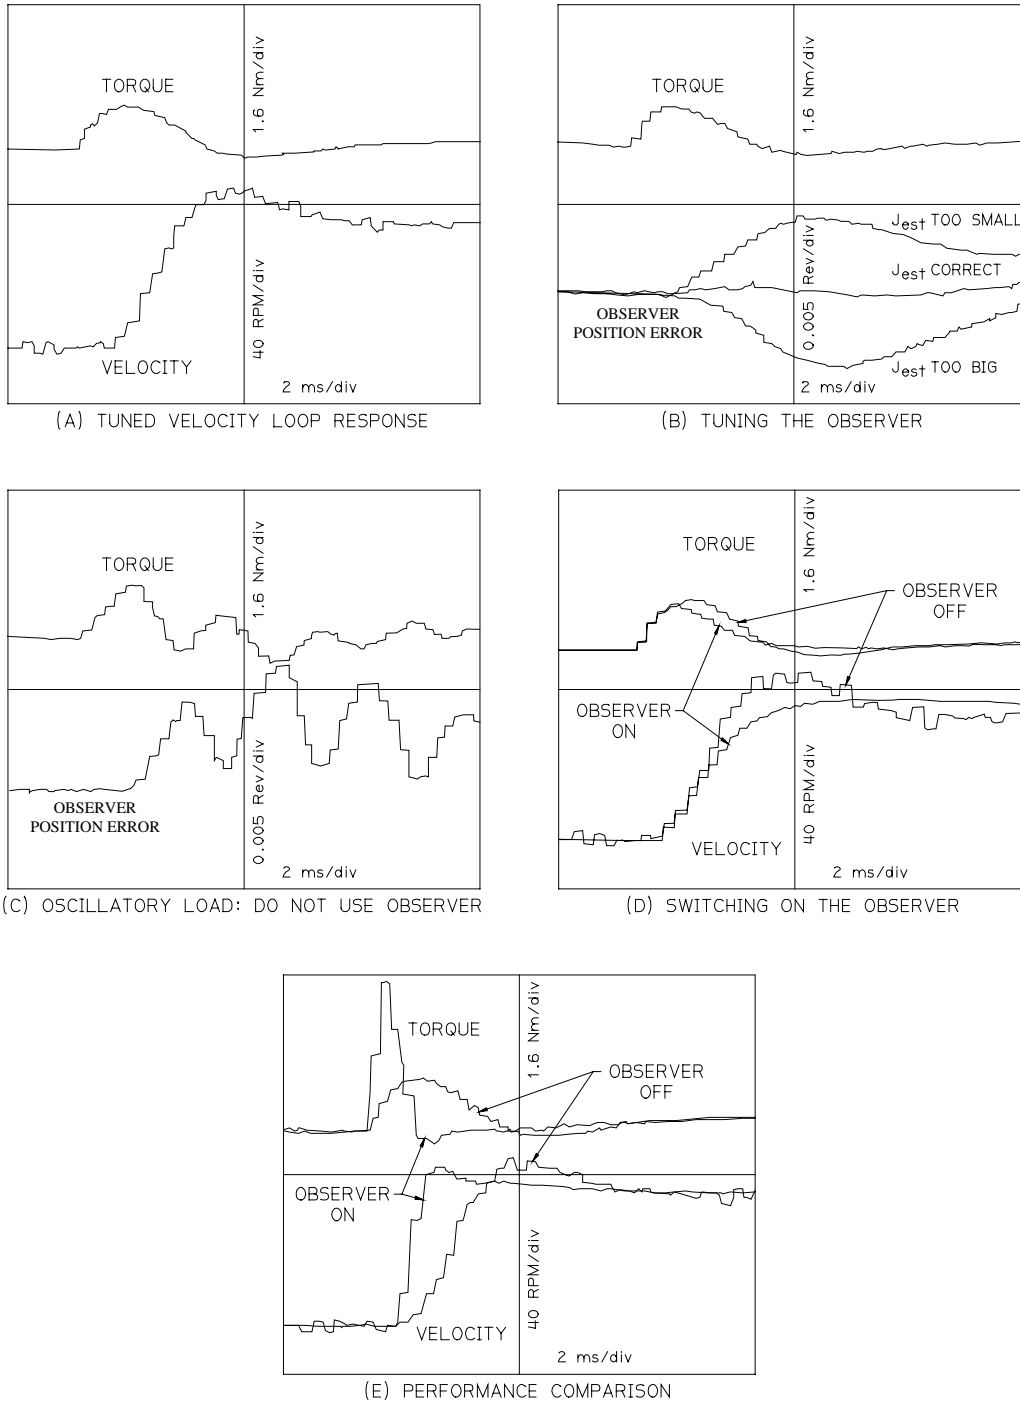 TORQUE
1.6 Nm/div
VELOCITY
40 RPM/div
2 ms/div
(A) TUNED VELOCITY LOOP RESPONSE
TORQUE
1.6 Nm/div
Jest TOO SMALL
Jest CORRECT
OBSERVER
POSITION ERROR
0.005 Rev/div
Jest TOO BIG
2 ms/div
(B) TUNING THE OBSERVER
TORQUE
1.6 Nm/div
OBSERVER
POSITION ERROR
0.005 Rev/div
2 ms/div
(C) OSCILLATORY LOAD: DO NOT USE OBSERVER
TORQUE
1.6 Nm/div
OBSERVER
OFF
OBSERVER
ON
VELOCITY
40 RPM/div
2 ms/div
(D) SWITCHING ON THE OBSERVER
TORQUE
1.6 Nm/div
OBSERVER
OFF
OBSERVER
ON
VELOCITY
40 RPM/div
2 ms/div
(E) PERFORMANCE COMPARISON